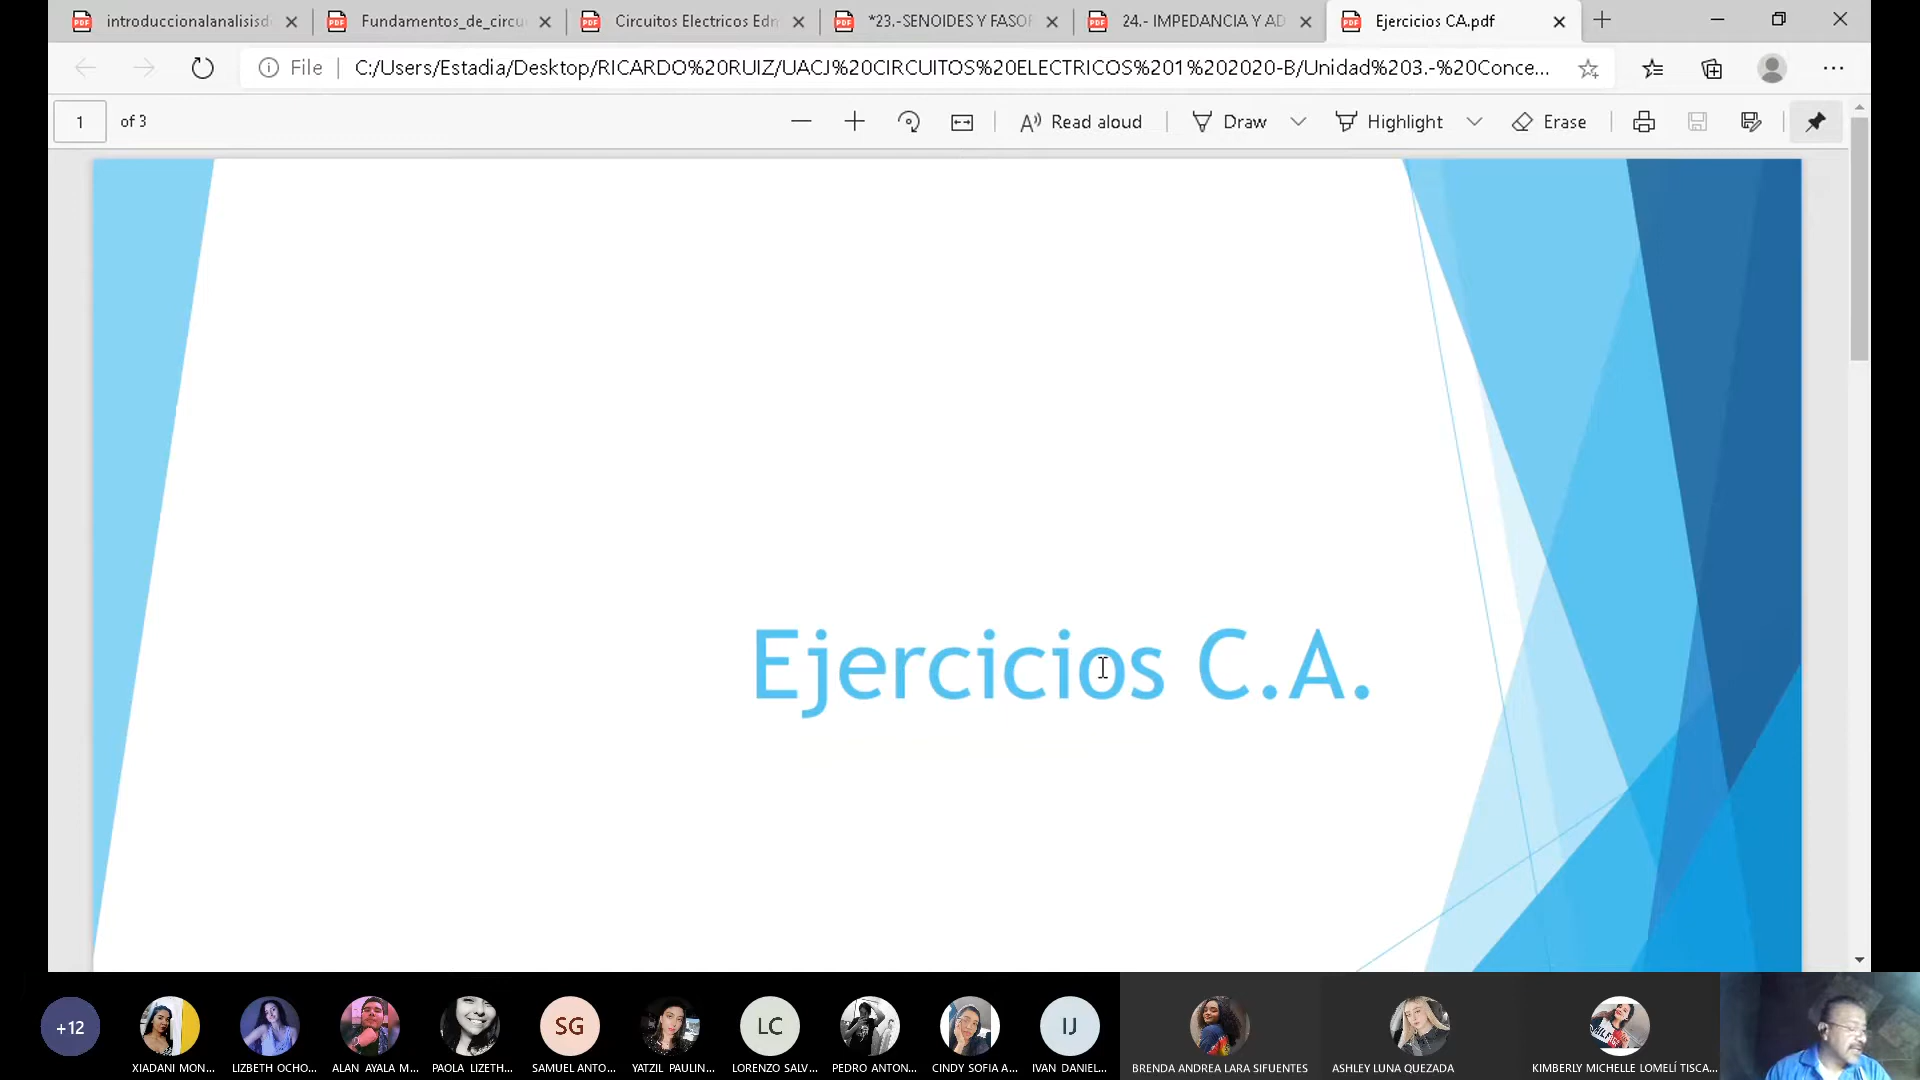 introduccionalanalisisd
Fundamentos_de_circu
Circuitos Electricos Edm
*23.-SENOIDES Y FASOR
24.- IMPEDANCIA Y AD
Ejercicios CA.pdf
File
C:/Users/Estadia/Desktop/RICARDO%20RUIZ/UACJ%20CIRCUITOS%20ELECTRICOS%201%202020-B/Unidad%203.-%20Conce...
1 of 3
Read aloud
Draw
Highlight
Erase
Ejercicios C.A.
+12
SG
LC
IJ
XIADANI MON...
LIZBETH OCHO...
ALAN AYALA M...
PAOLA LIZETH...
SAMUEL ANTO...
YATZIL PAULIN...
LORENZO SALV...
PEDRO ANTON...
CINDY SOFIA A...
IVAN DANIEL...
BRENDA ANDREA LARA SIFUENTES
ASHLEY LUNA QUEZADA
KIMBERLY MICHELLE LOMELÍ TISCA...